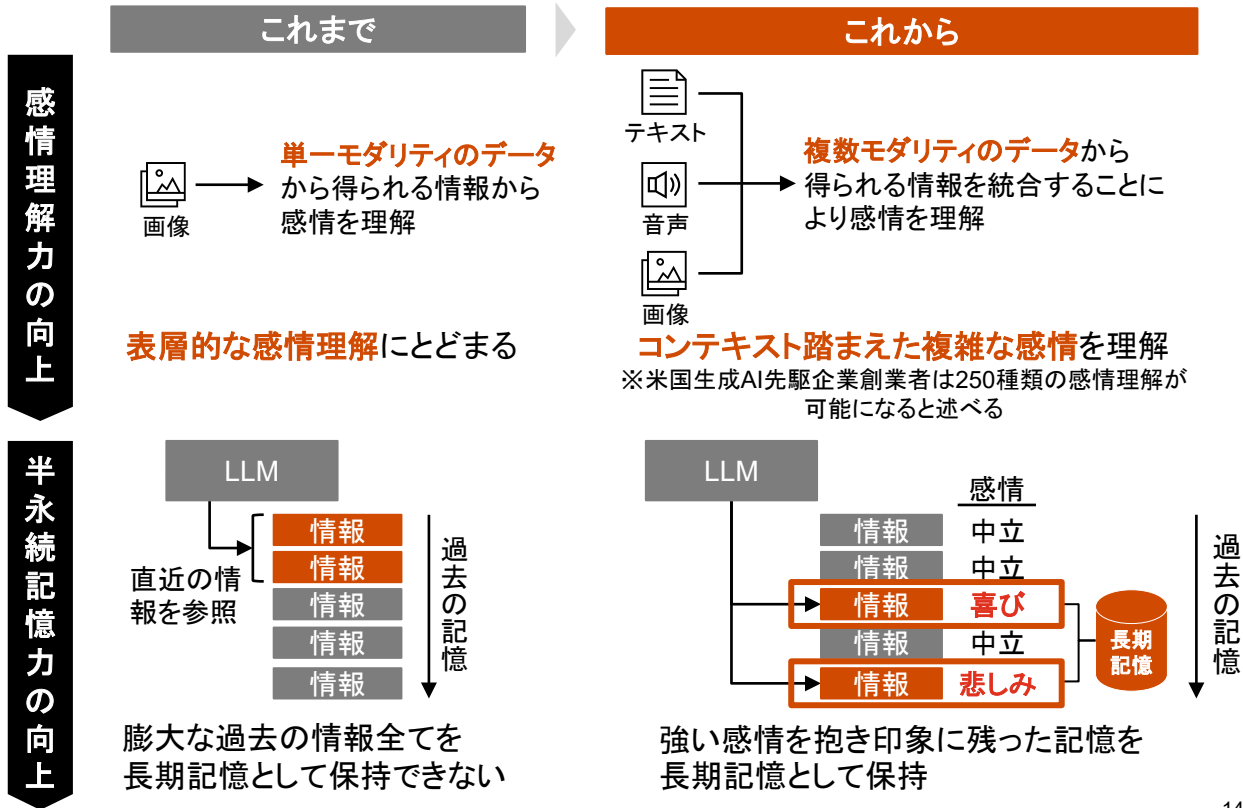 これまで
これから
感情理解力の向上
画像
単一モダリティのデータ
から得られる情報から
感情を理解
表層的な感情理解にとどまる
テキスト
音声
画像
複数モダリティのデータから
得られる情報を統合することに
より感情を理解
コンテキスト踏まえた複雑な感情を理解
※米国生成AI先駆企業創業者は250種類の感情理解が
可能になると述べる
半永続記憶力の向上
LLM
直近の情
報を参照
情報
情報
情報
情報
情報
過去の記憶
膨大な過去の情報全てを
長期記憶として保持できない
LLM
感情
情報 中立
情報 中立
情報 喜び
情報 中立
情報 悲しみ
長期
記憶
過去の記憶
強い感情を抱き印象に残った記憶を
長期記憶として保持
14